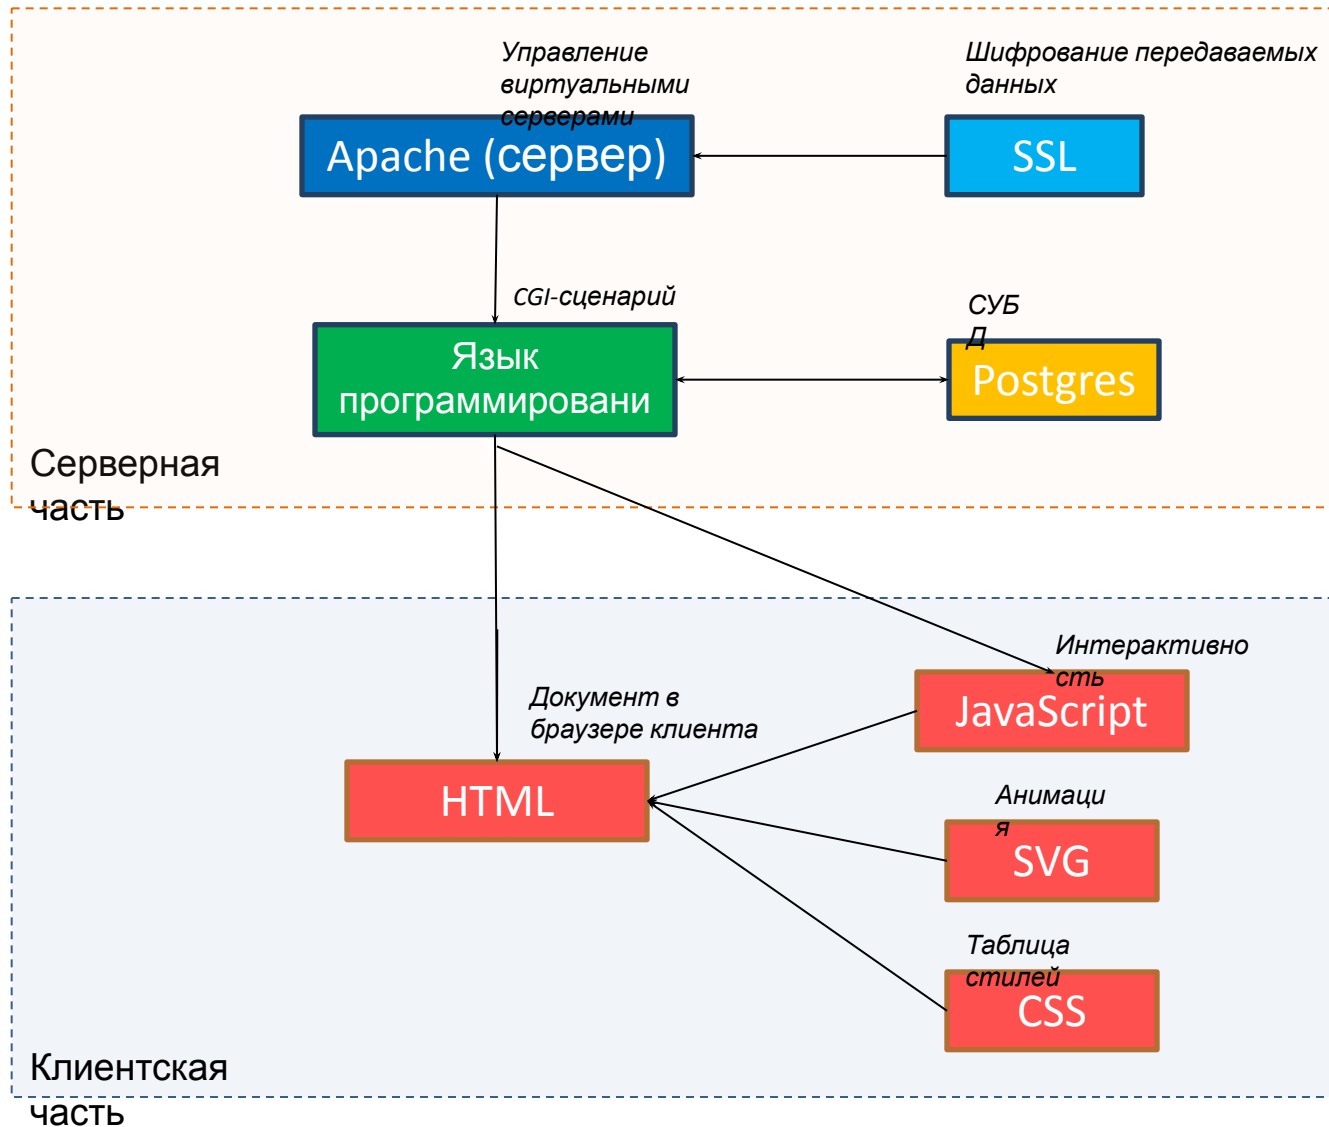 Управление
виртуальными
серверами
Шифрование передаваемых
данных
Apache (сервер)
SSL
CGI-сценарий
СУБ
Д
Язык
программировани
Postgres
Серверная
часть
Интерактивно
сть
JavaScript
Документ в
браузере клиента
HTML
Анимаци
я
SVG
Таблица
стилей
CSS
Клиентская
часть